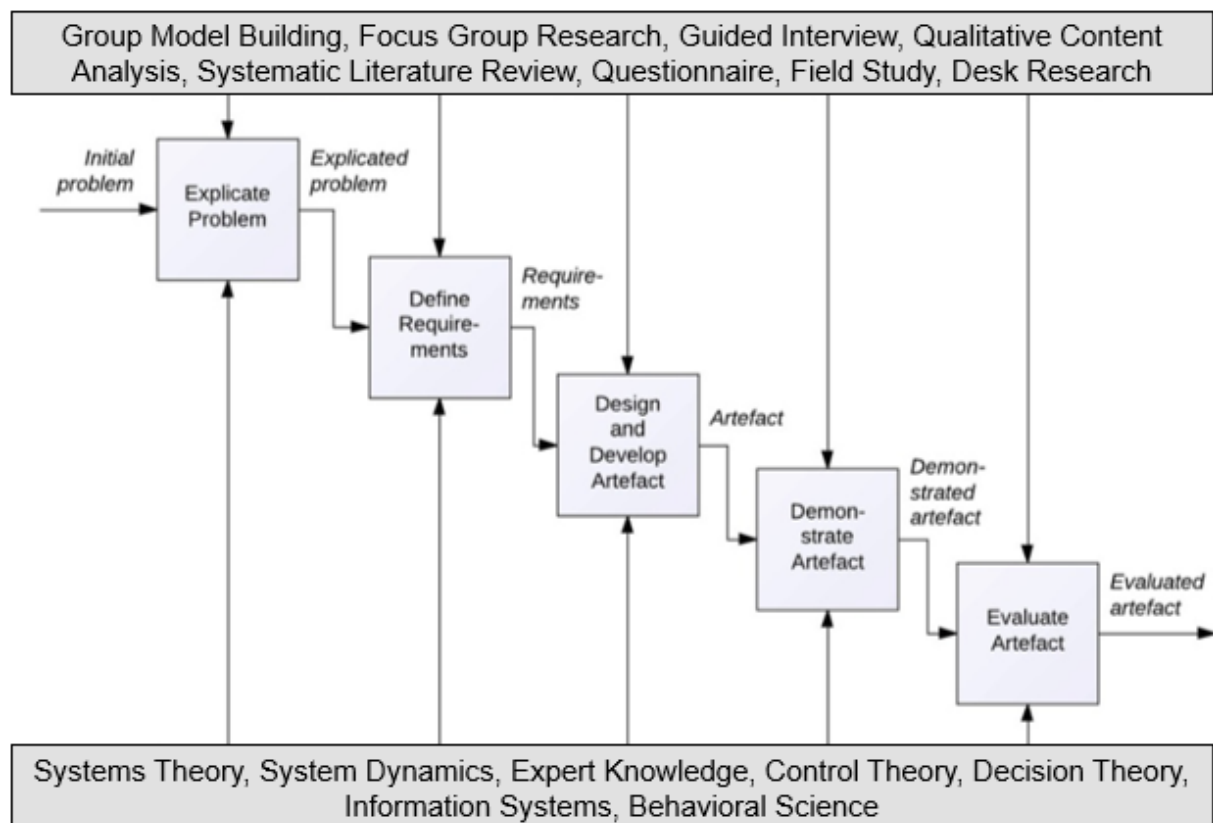 Group Model Building, Focus Group Research, Guided Interview, Qualitative Content
Analysis, Systematic Literature Review, Questionnaire, Field Study, Desk Research
Initial
problem
Explicate
Problem
Explicated
problem
Define
Require-
ments
Require-
ments
Design
and
Develop
Artefact
Artefact
Demon-
strate
Artefact
Demon-
strated
artefact
Evaluate
Artefact
Evaluated
artefact
Systems Theory, System Dynamics, Expert Knowledge, Control Theory, Decision Theory,
Information Systems, Behavioral Science